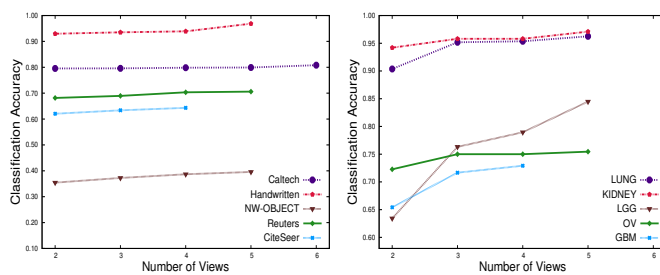 Classification Accuracy
1.00
0.90
0.80
0.70
0.60
0.50
0.40
0.30
0.20
0.10
2 3 4 5 6
Number of Views
Caltech
Handwritten
NW-OBJECT
Reuters
CiteSeer
Classification Accuracy
1.00
0.95
0.90
0.85
0.80
0.75
0.70
0.65
0.60
2 3 4 5 6
Number of Views
LUNG
KIDNEY
LGG
OV
GBM